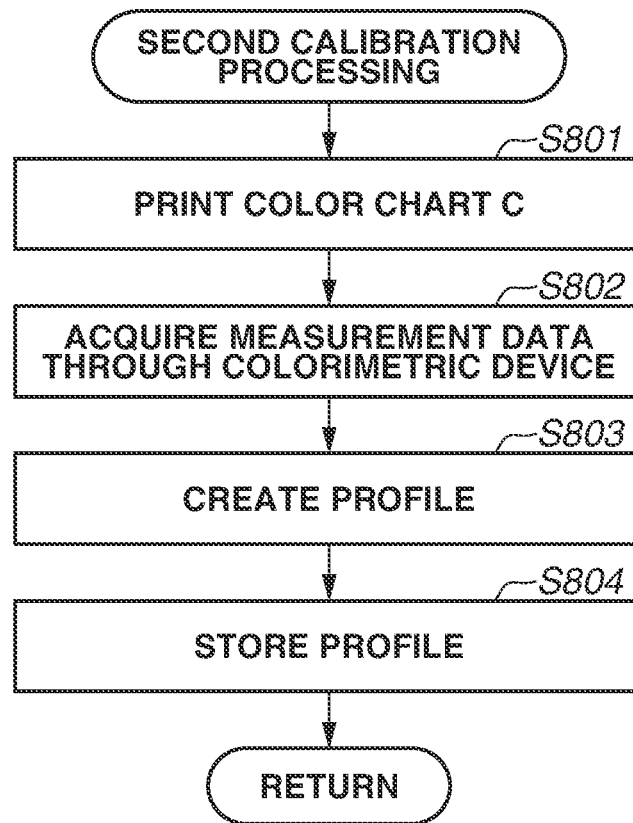 SECOND CALIBRATION
PROCESSING
S801
PRINT COLOR CHART C
S802
ACQUIRE MEASUREMENT DATA
THROUGH COLORIMETRIC DEVICE
S803
CREATE PROFILE
S804
STORE PROFILE
RETURN